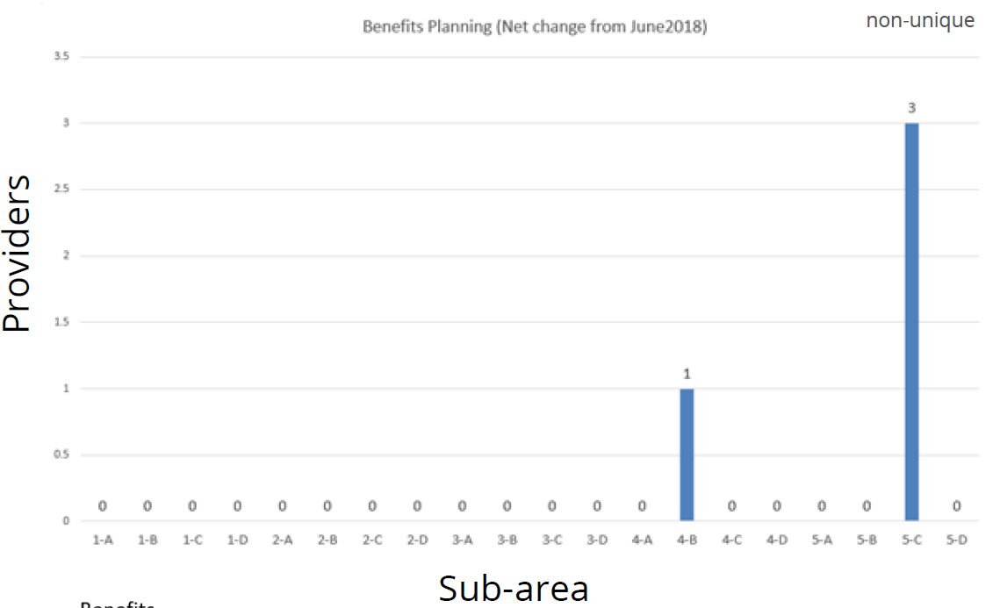 Benefits Planning (Net change from June2018)
non-unique
3.5
3
2.5
2
1.5
1
0.5
0
Providers
0 0 0 0 0 0 0 0 0 0 0 0 0 1 0 0 0 0 3 0
1-A 1-B 1-C 1-D 2-A 2-B 2-C 2-D 3-A 3-B 3-C 3-D 4-A 4-B 4-C 4-D 5-A 5-B 5-C 5-D
Sub-area
Benefits